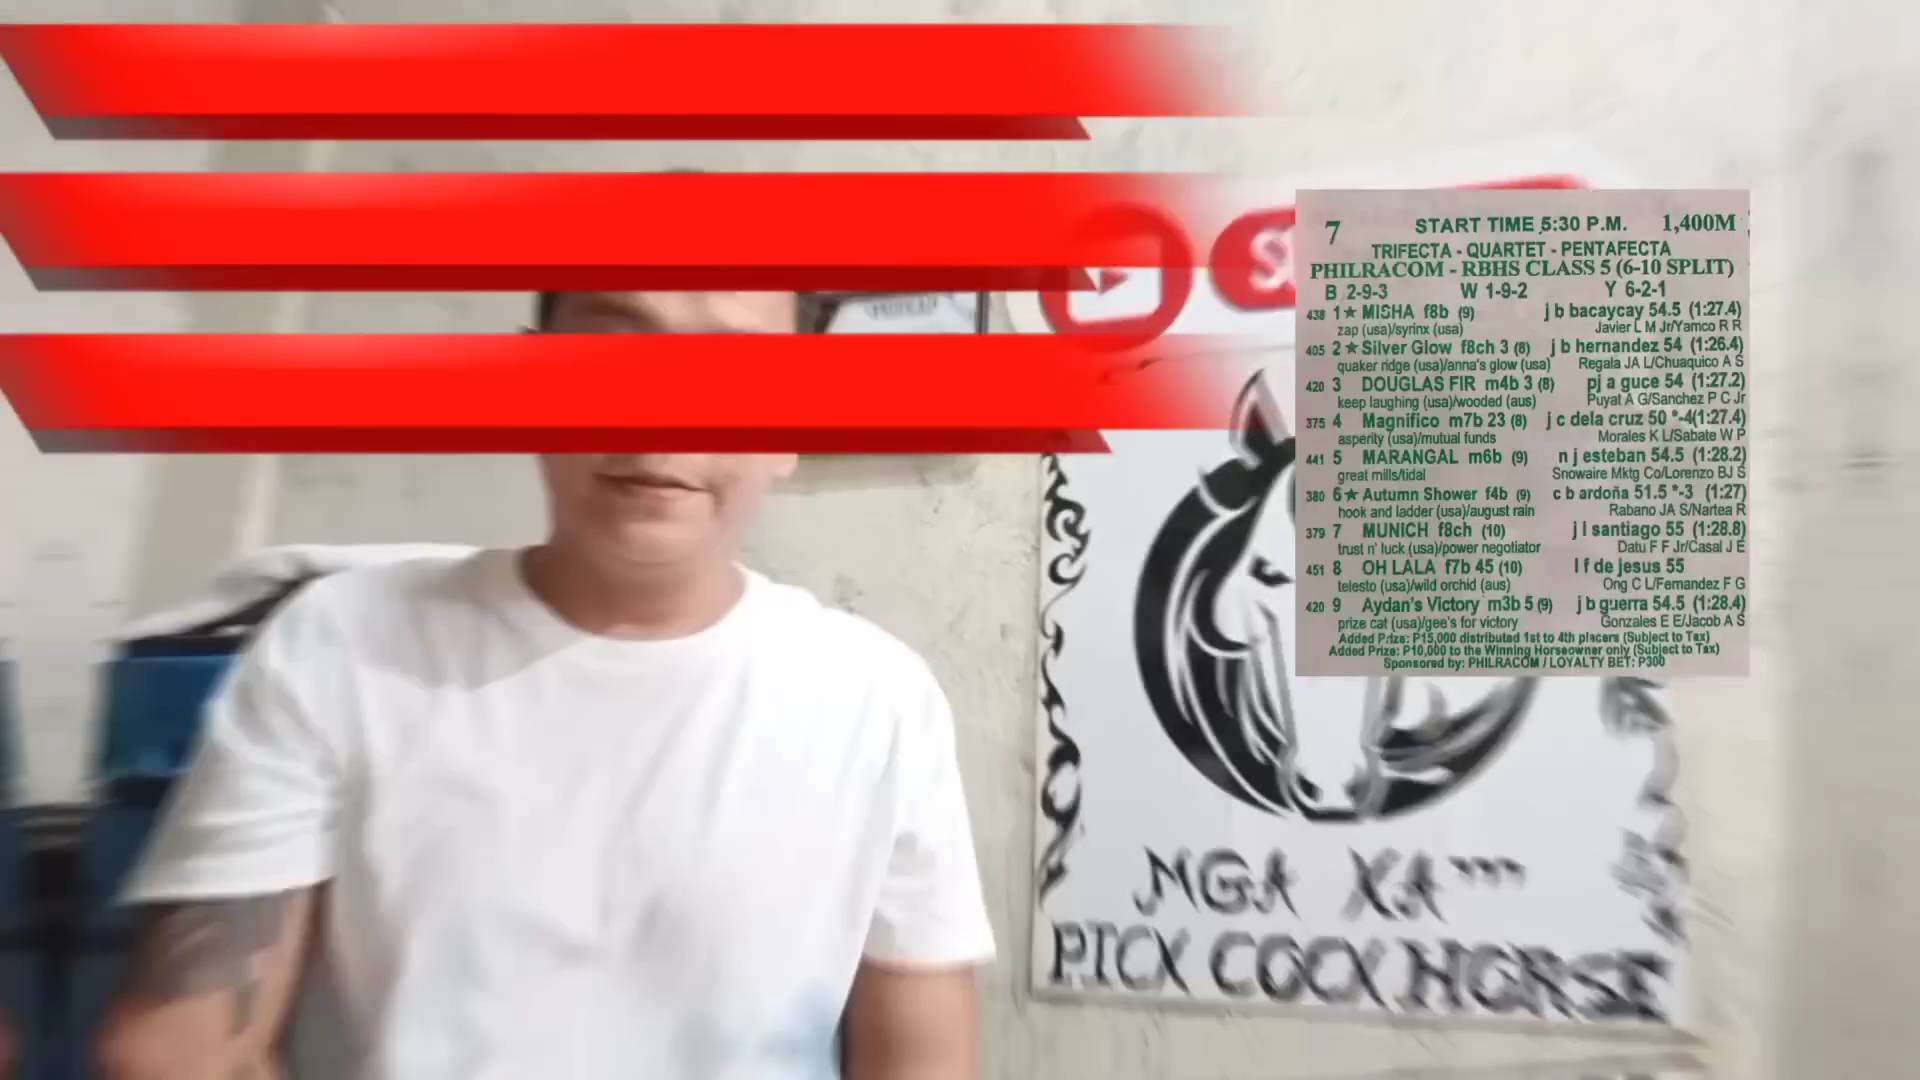 7 START TIME 5:30 P.M. 1,400M
TRIFECTA - QUARTET - PENTAFECTA
PHILRACOM - RBHS CLASS 5 (6-10 SPLIT)
B 2-9-3 W 1-9-2 Y 6-2-1
438 1★ MISHA f8b (9) j b bacaycay 54.5 (1:27.4)
zap (usa)/syrinx (usa) Javier L M Jr/Yamco R R
405 2★ Silver Glow f8ch 3 (8) j b hernandez 54 (1:26.4)
quaker ridge (usa)/anna's glow (usa) Regala JA L/Chuaquico A S
420 3 DOUGLAS FIR m4b 3 (8) pj a guce 54 (1:27.2)
keep laughing (usa)/wooded (aus) Puyat A G/Sanchez P C Jr
375 4 Magnifico m7b 23 (8) j c dela cruz 50 *-4(1:27.4)
asperity (usa)/mutual funds Morales K L/Sabate W P
441 5 MARANGAL m6b (9) n j esteban 54.5 (1:28.2)
great mills/tidal Snowaire Mktg Co/Lorenzo BJ S
380 6★ Autumn Shower f4b (9) c b ardoña 51.5 *-3 (1:27)
hook and ladder (usa)/august rain Rabano JA S/Nartea R
379 7 MUNICH f8ch (10) j l santiago 55 (1:28.8)
trust n' luck (usa)/power negotiator Datu F F Jr/Casal J E
451 8 OH LALA f7b 45 (10) l f de jesus 55
telesto (usa)/wild orchid (aus) Ong C L/Fernandez F G
420 9 Aydan's Victory m3b 5 (9) j b guerra 54.5 (1:28.4)
prize cat (usa)/gee's for victory Gonzales E E/Jacob A S
Added Prize: P15,000 distributed 1st to 4th placers (Subject to Tax)
Added Prize: P10,000 to the Winning Horseowner only (Subject to Tax)
Sponsored by: PHILRACOM / LOYALTY BET: P300
MGA KA"""
PICK COCK HORSE